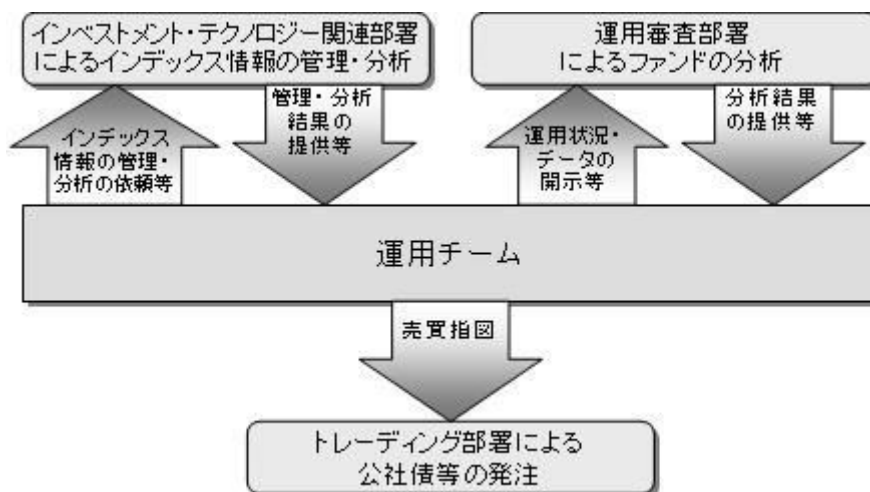 インベストメント・テクノロジー関連部署
によるインデックス情報の管理・分析
運用審査部署
によるファンドの分析
インデックス
情報の管理・
分析の依頼等
管理・分析
結果の
提供等
運用状況・
データの
開示等
分析結果
の提供等
運用チーム
売買指図
トレーディング部署による
公社債等の発注